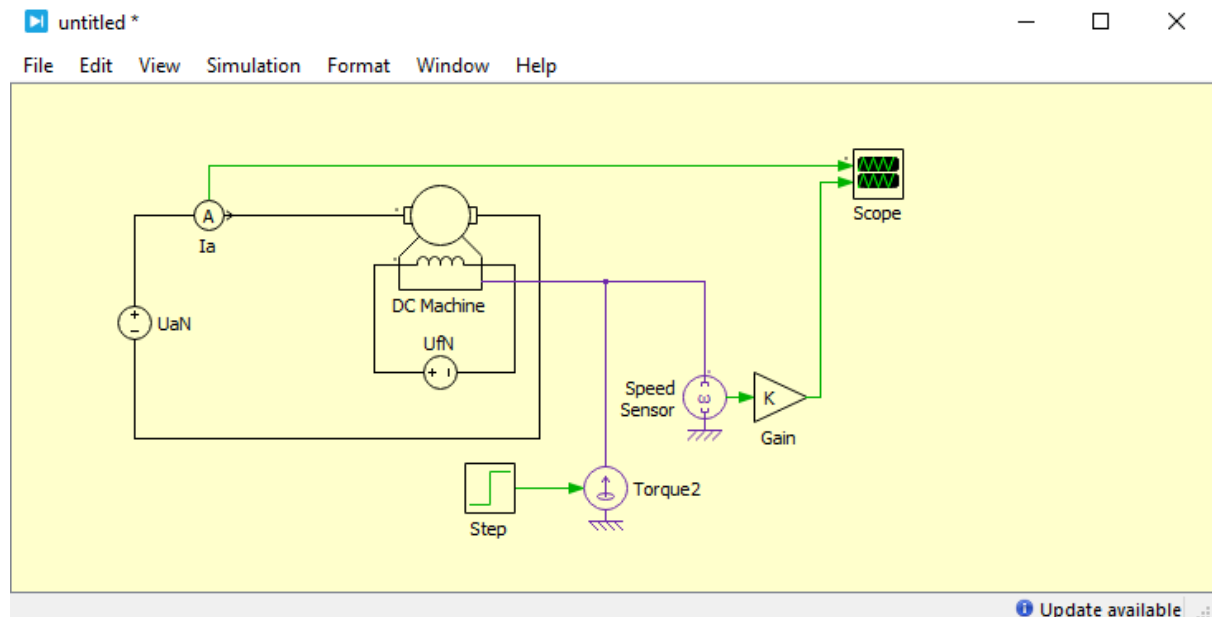 untitled *
File Edit View Simulation Format Window Help
Scope
A
Ia
DC Machine
UaN
UfN
Speed
Sensor
ω
K
Gain
Torque2
Step
Update available